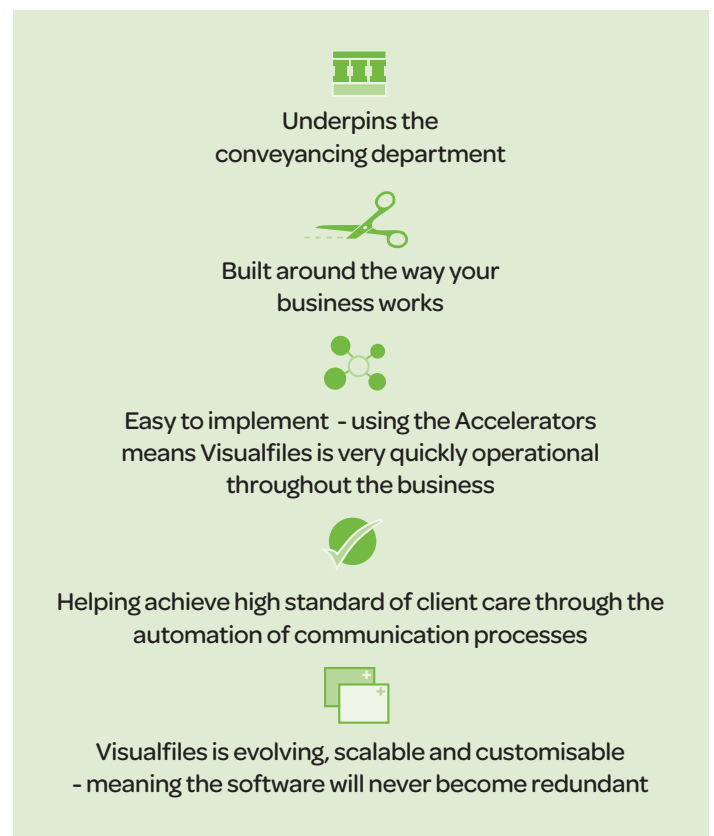 Underpins the
conveyancing department
Built around the way your
business works
Easy to implement - using the Accelerators
means Visualfiles is very quickly operational
throughout the business
Helping achieve high standard of client care through the
automation of communication processes
Visualfiles is evolving, scalable and customisable
- meaning the software will never become redundant